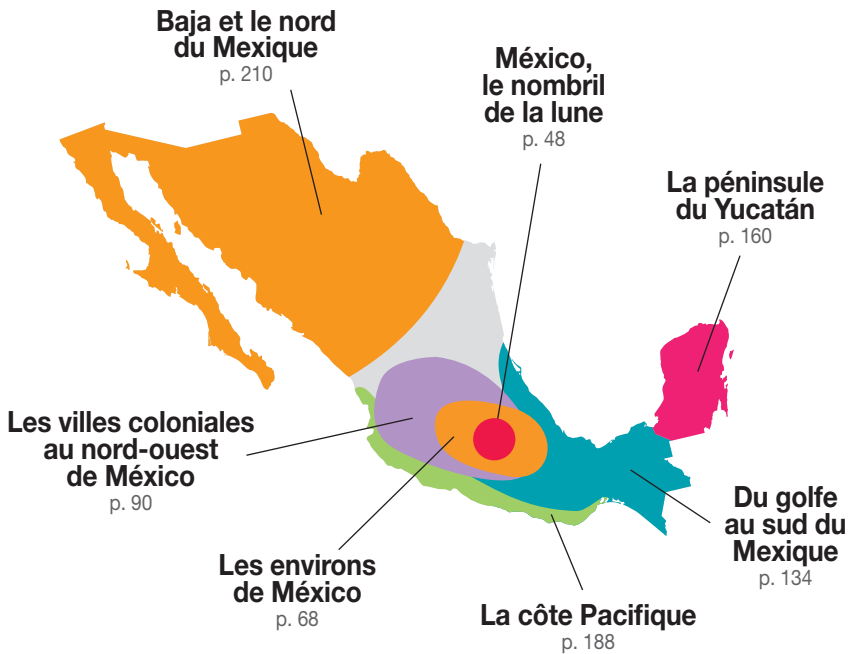 Baja et le nord
du Mexique
p. 210
México,
le nombril
de la lune
p. 48
La péninsule
du Yucatán
p. 160
Les villes coloniales
au nord-ouest
de México
p. 90
Du golfe
au sud du
Mexique
p. 134
Les environs
de México
p. 68
La côte Pacifique
p. 188